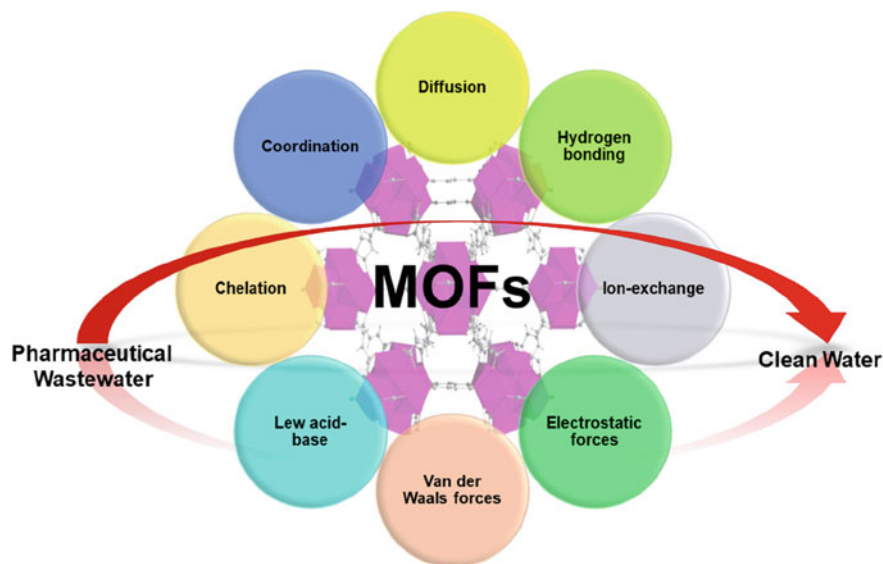 Diffusion
Coordination
Hydrogen
bonding
Chelation
MOFs
Ion-exchange
Pharmaceutical
Wastewater
Clean Water
Lew acid-
base
Electrostatic
forces
Van der
Waals forces